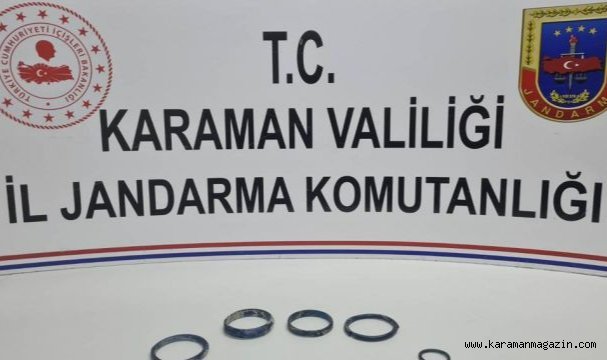 TÜRKİYE CUMHURİYETİ İÇİŞLERİ BAKANLIĞI
T.C.
KARAMAN VALİLİĞİ
İL JANDARMA KOMUTANLIĞI
JANDARMA
www.karamanmagazin.com